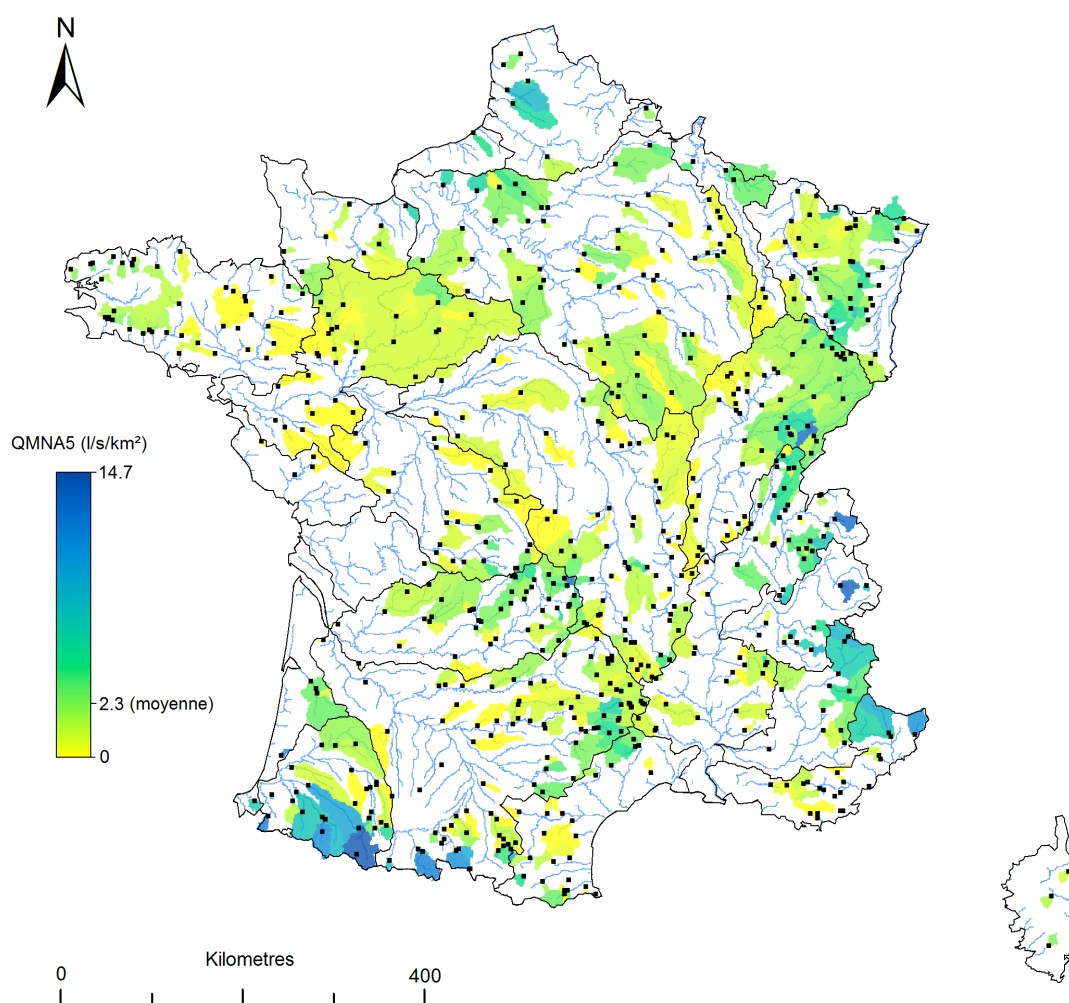 N
QMNA5 (l/s/km²)
14.7
2.3 (moyenne)
0
Kilometres
0
400